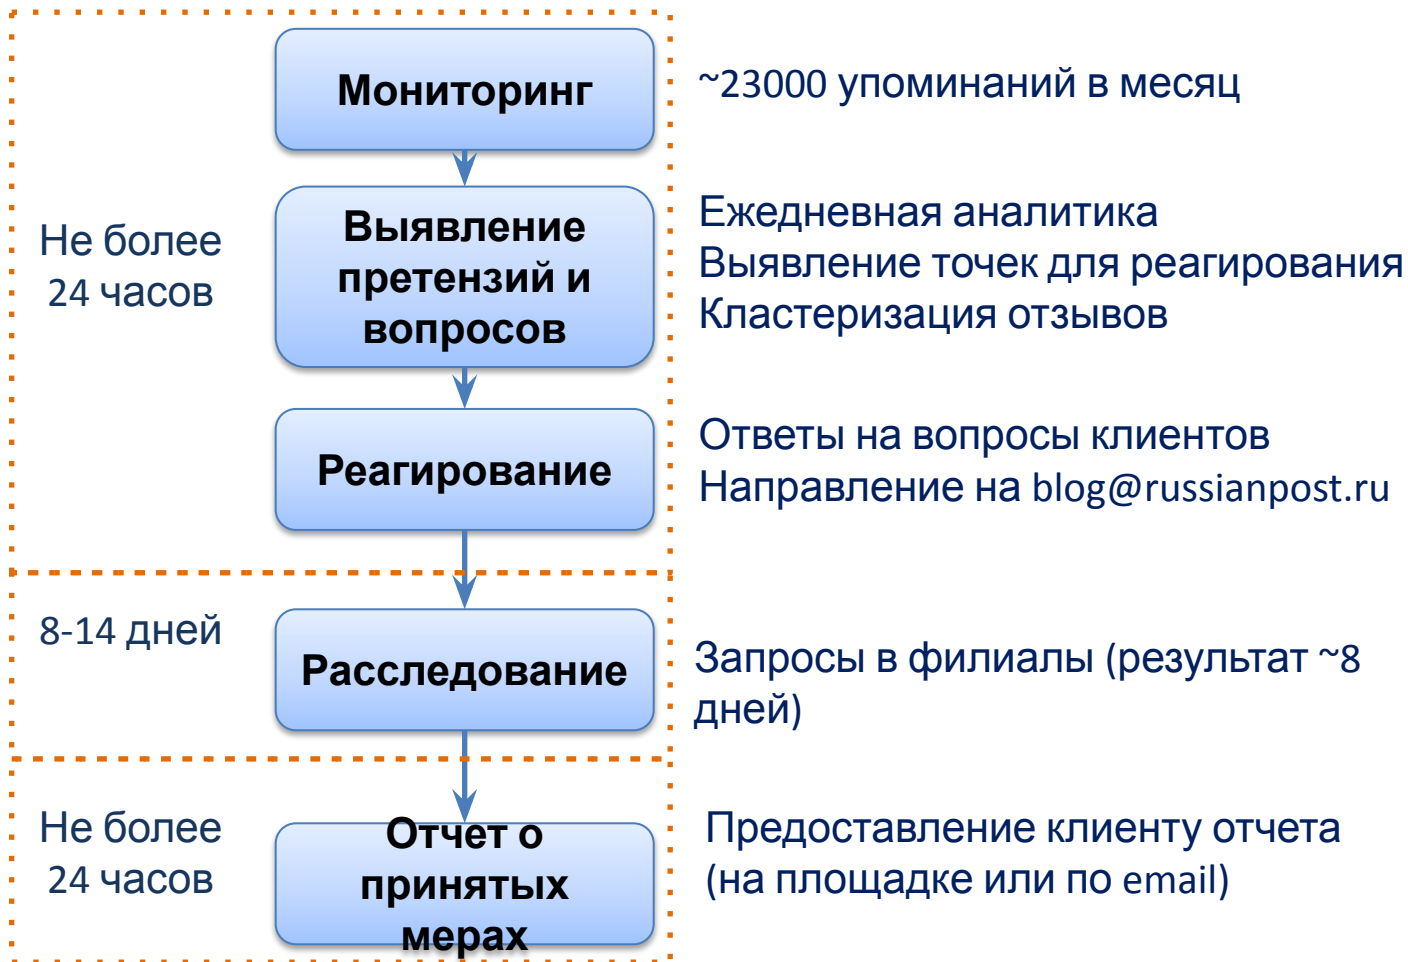 Мониторинг
~23000 упоминаний в месяц
Не более
24 часов
Выявление
претензий и
вопросов
Ежедневная аналитика
Выявление точек для реагирования
Кластеризация отзывов
Реагирование
Ответы на вопросы клиентов
Направление на blog@russianpost.ru
8-14 дней
Расследование
Запросы в филиалы (результат ~8
дней)
Не более
24 часов
Отчет о
принятых
мерах
Предоставление клиенту отчета
(на площадке или по email)